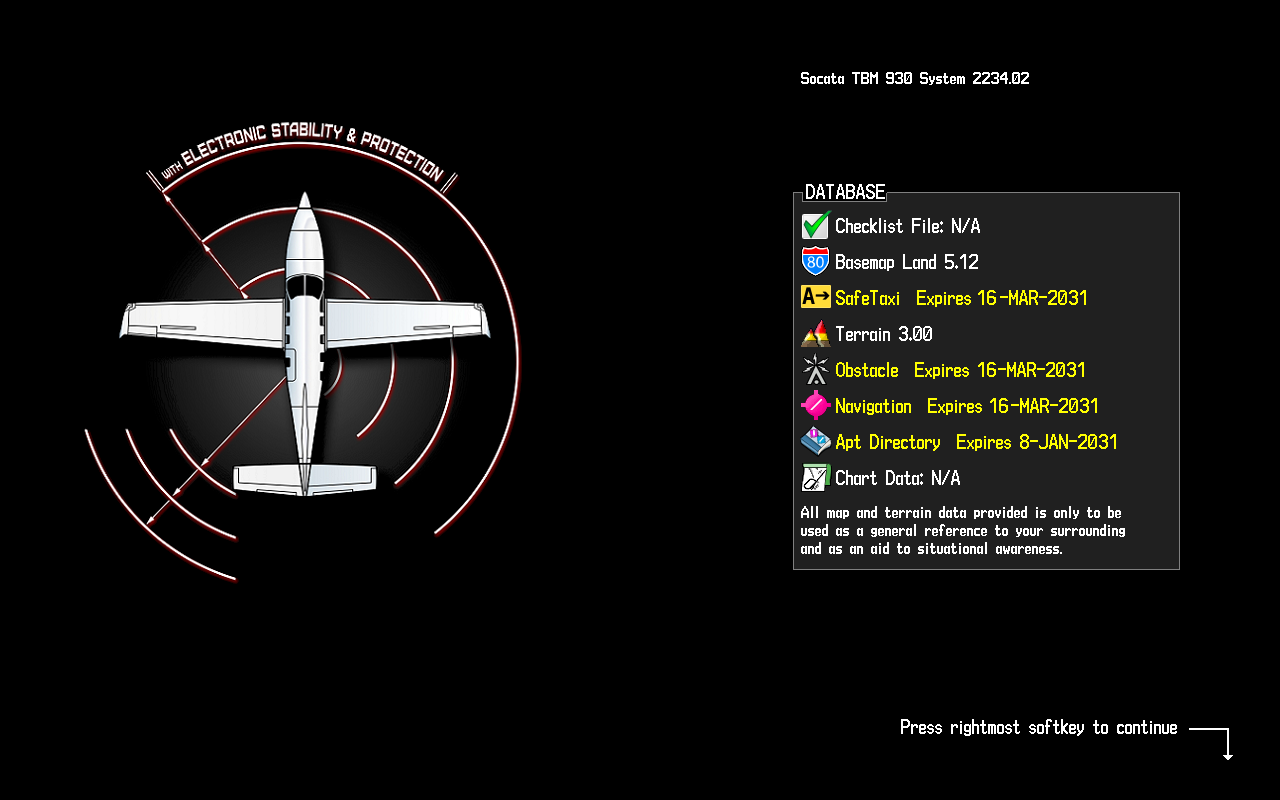 Socata TBM 930 System 2234.02
WITH ELECTRONIC STABILITY & PROTECTION
DATABASE
Checklist File: N/A
80 Basemap Land 5.12
A→ SafeTaxi Expires 16-MAR-2031
Terrain 3.00
Obstacle Expires 16-MAR-2031
Navigation Expires 16-MAR-2031
Apt Directory Expires 8-JAN-2031
Chart Data: N/A
All map and terrain data provided is only to be
used as a general reference to your surrounding
and as an aid to situational awareness.
Press rightmost softkey to continue